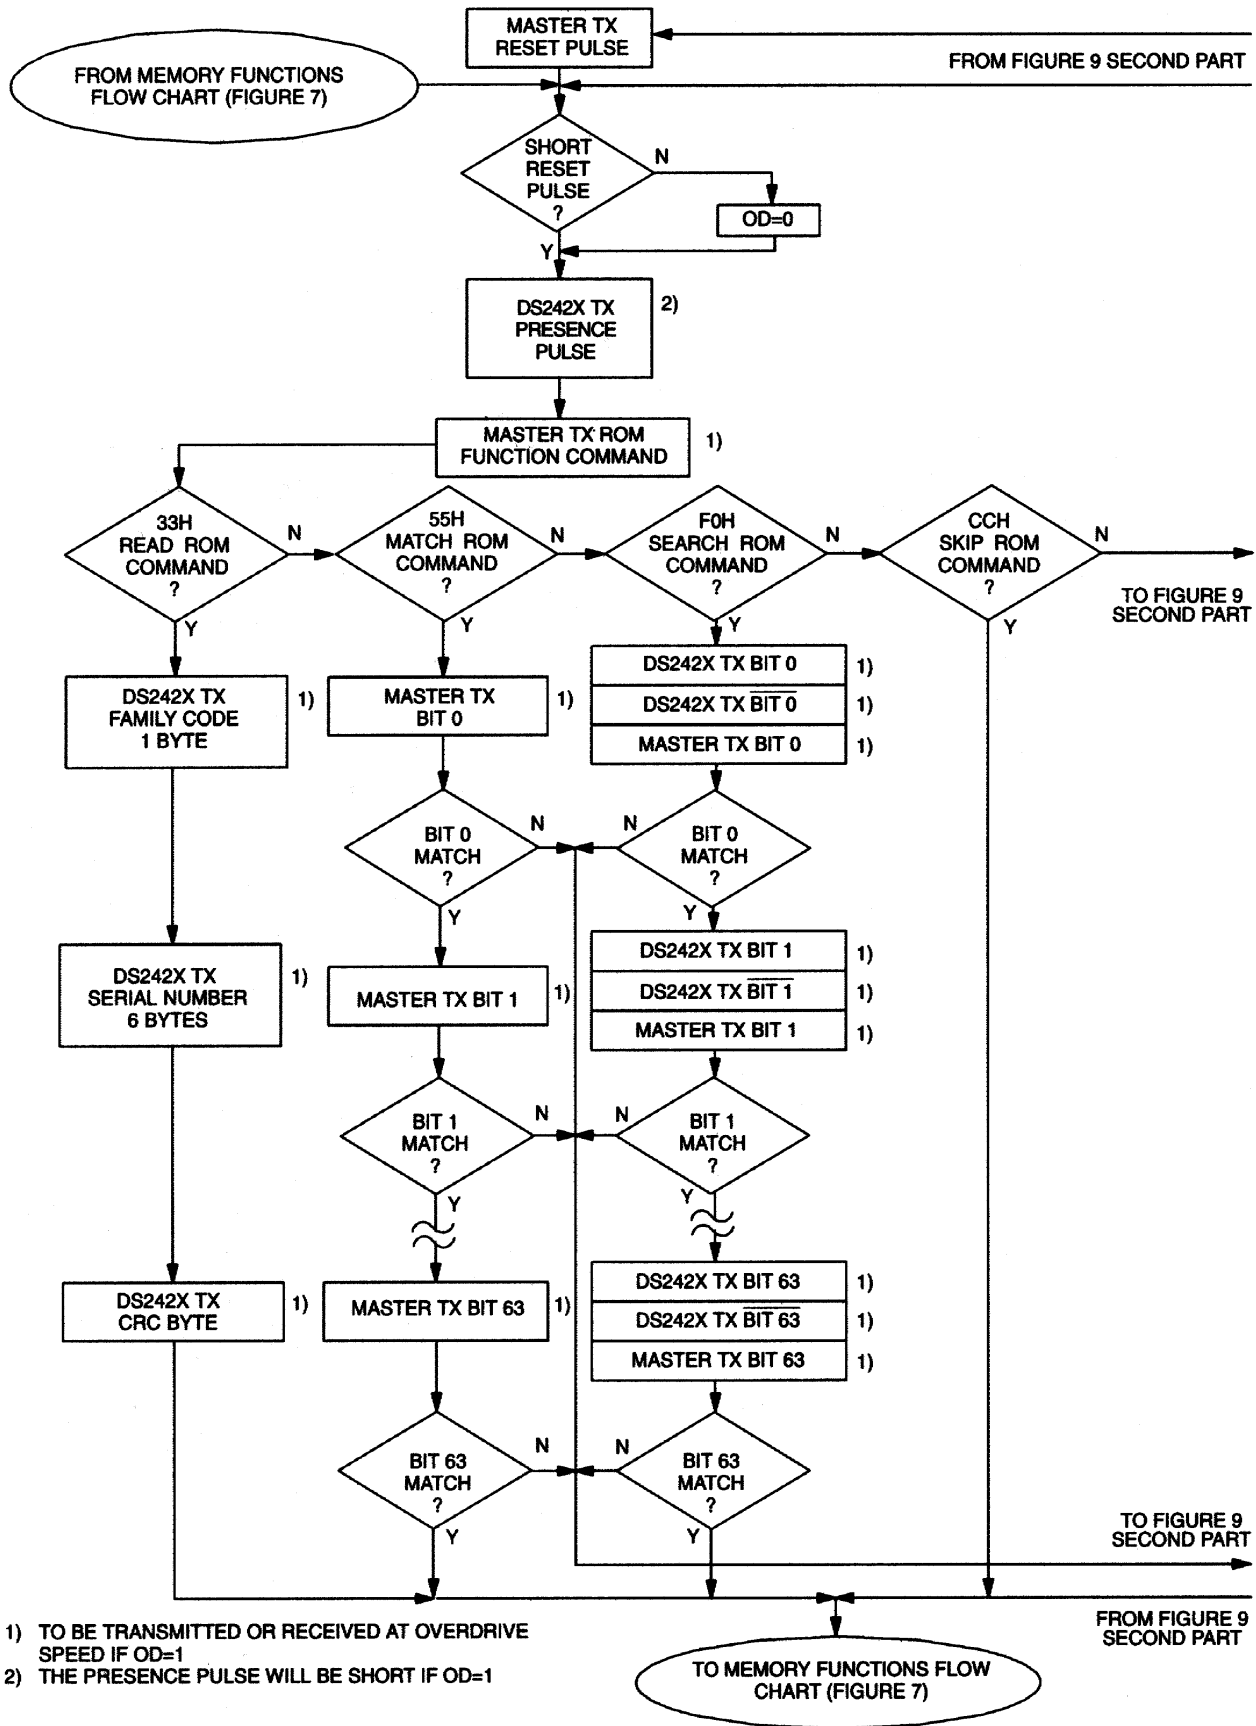 MASTER TX
RESET PULSE
FROM FIGURE 9 SECOND PART
FROM MEMORY FUNCTIONS
FLOW CHART (FIGURE 7)
SHORT
RESET
PULSE
?
N
OD=0
Y
DS242X TX
PRESENCE
PULSE
2)
MASTER TX ROM
FUNCTION COMMAND
1)
33H
READ ROM
COMMAND
?
N
Y
55H
MATCH ROM
COMMAND
?
N
Y
F0H
SEARCH ROM
COMMAND
?
N
Y
CCH
SKIP ROM
COMMAND
?
N
Y
TO FIGURE 9
SECOND PART
DS242X TX
FAMILY CODE
1 BYTE
1)
DS242X TX
SERIAL NUMBER
6 BYTES
1)
DS242X TX
CRC BYTE
1)
MASTER TX
BIT 0
1)
BIT 0
MATCH
?
N
Y
MASTER TX BIT 1
1)
BIT 1
MATCH
?
N
Y
MASTER TX BIT 63
1)
BIT 63
MATCH
?
N
Y
DS242X TX BIT 0
1)
DS242X TX BIT 0
1)
MASTER TX BIT 0
1)
BIT 0
MATCH
?
N
Y
DS242X TX BIT 1
1)
DS242X TX BIT 1
1)
MASTER TX BIT 1
1)
BIT 1
MATCH
?
N
Y
DS242X TX BIT 63
1)
DS242X TX BIT 63
1)
MASTER TX BIT 63
1)
BIT 63
MATCH
?
N
Y
TO FIGURE 9
SECOND PART
FROM FIGURE 9
SECOND PART
TO MEMORY FUNCTIONS FLOW
CHART (FIGURE 7)
1) TO BE TRANSMITTED OR RECEIVED AT OVERDRIVE
SPEED IF OD=1
2) THE PRESENCE PULSE WILL BE SHORT IF OD=1